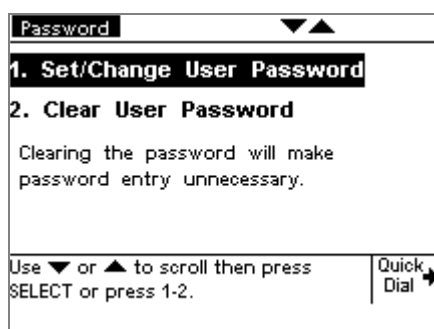 Password ▼▲
1. Set/Change User Password
2. Clear User Password
Clearing the password will make
password entry unnecessary.
Use ▼ or ▲ to scroll then press
SELECT or press 1-2.
Quick
Dial